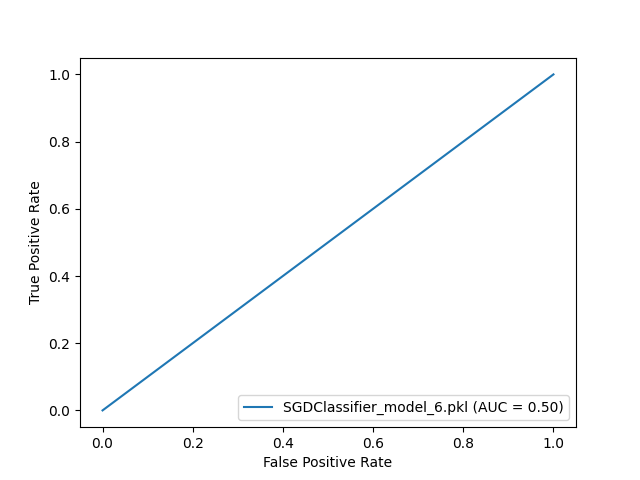 1.0
0.8
0.6
0.4
0.2
0.0
True Positive Rate
SGDClassifier_model_6.pkl (AUC = 0.50)
0.0 0.2 0.4 0.6 0.8 1.0
False Positive Rate